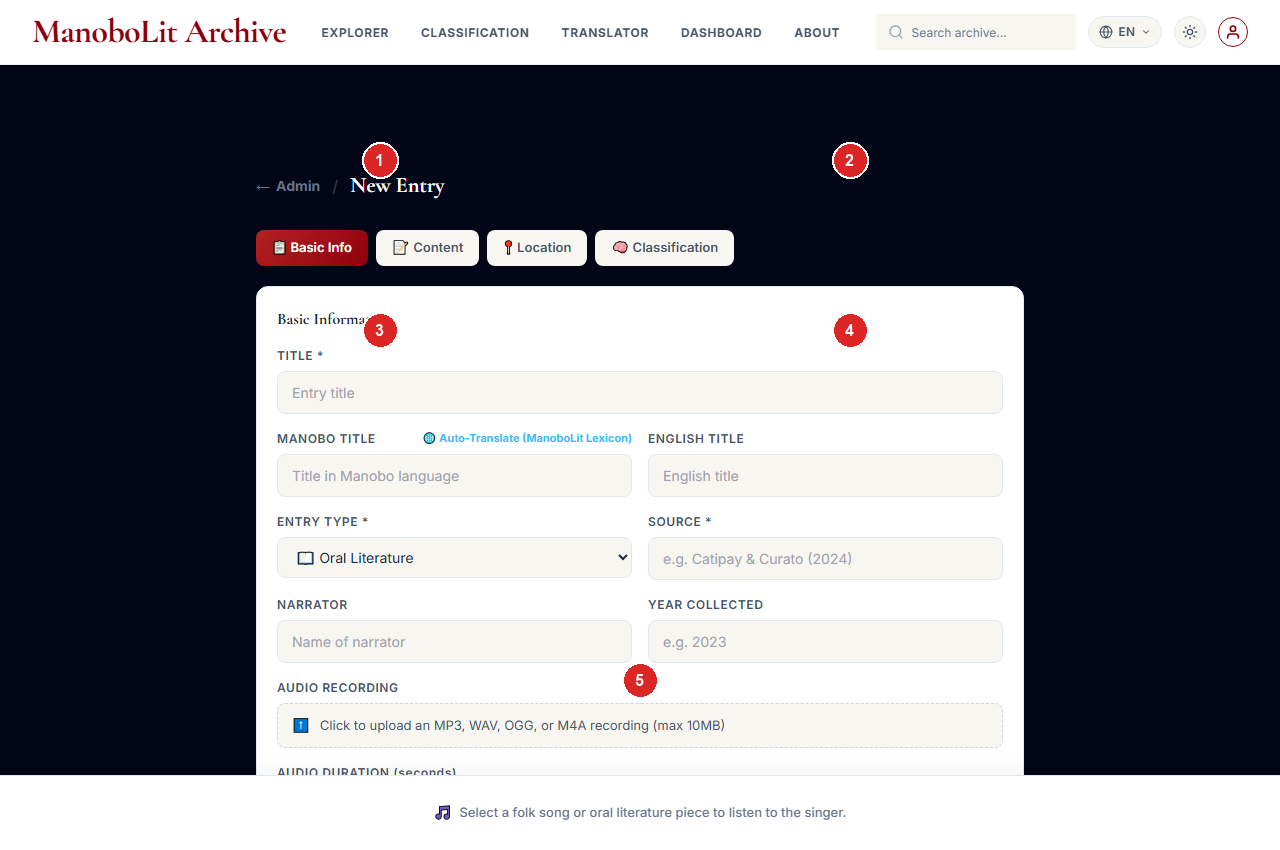 ManoboLit Archive EXPLORER CLASSIFICATION TRANSLATOR DASHBOARD ABOUT Search archive... EN
1 2
← Admin / New Entry
📋 Basic Info 📝 Content 📍 Location 🧠 Classification
Basic Informa 3 4
TITLE *
Entry title
MANOBO TITLE 🌐 Auto-Translate (ManoboLit Lexicon) ENGLISH TITLE
Title in Manobo language English title
ENTRY TYPE * SOURCE *
📖 Oral Literature e.g. Catipay & Curato (2024)
NARRATOR YEAR COLLECTED
Name of narrator e.g. 2023
5
AUDIO RECORDING
Click to upload an MP3, WAV, OGG, or M4A recording (max 10MB)
AUDIO DURATION (seconds)
🎵 Select a folk song or oral literature piece to listen to the singer.